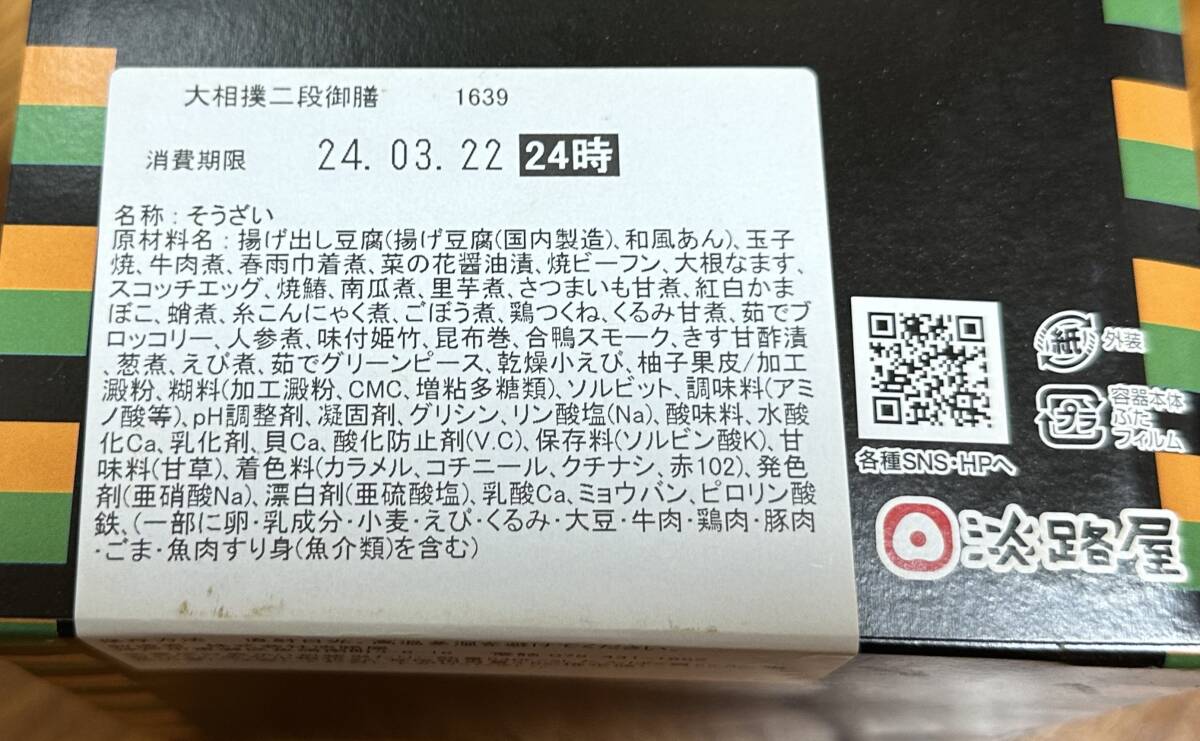 大相撲二段御膳 1639
消費期限 24.03.22 24時
名称：そうざい
原材料名：揚げ出し豆腐(揚げ豆腐(国内製造)、和風あん)、玉子
焼、牛肉煮、春雨巾着煮、菜の花醤油漬、焼ビーフン、大根なます、
スコッチエッグ、焼鰆、南瓜煮、里芋煮、さつまいも甘煮、紅白かま
ぼこ、蛸煮、糸こんにゃく煮、ごぼう煮、鶏つくね、くるみ甘煮、茹でブ
ロッコリー、人参煮、味付姫竹、昆布巻、合鴨スモーク、きす甘酢漬
、葱煮、えび煮、茹でグリーンピース、乾燥小えび、柚子果皮/加工
澱粉、糊料(加工澱粉、CMC、増粘多糖類)、ソルビット、調味料(アミ
ノ酸等)、pH調整剤、凝固剤、グリシン、リン酸塩(Na)、酸味料、水酸
化Ca、乳化剤、貝Ca、酸化防止剤(V.C)、保存料(ソルビン酸K)、甘
味料(甘草)、着色料(カラメル、コチニール、クチナシ、赤102)、発色
剤(亜硝酸Na)、漂白剤(亜硫酸塩)、乳酸Ca、ミョウバン、ピロリン酸
鉄、(一部に卵・乳成分・小麦・えび・くるみ・大豆・牛肉・鶏肉・豚肉
・ごま・魚肉すり身(魚介類)を含む)
紙 外装
プラ 容器本体
ふた
フィルム
各種SNS・HPへ
淡路屋